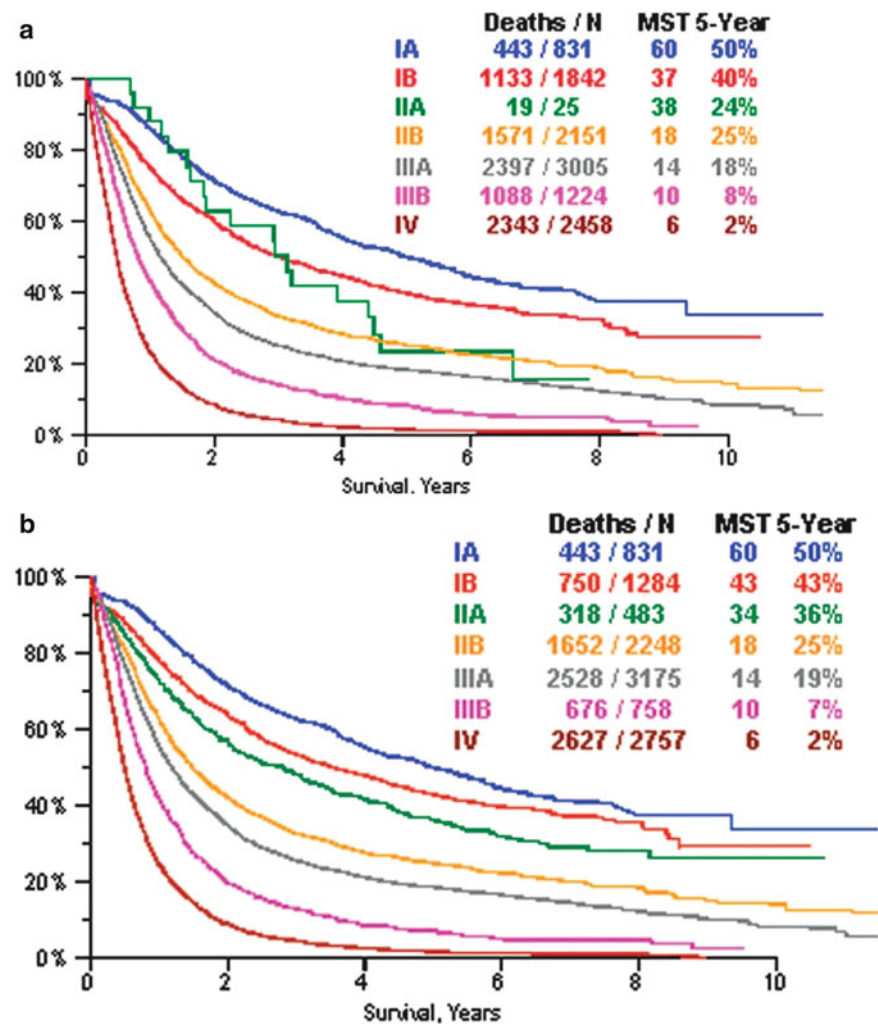 a
Deaths / N MST 5-Year
IA 443 / 831 60 50%
IB 1133 / 1842 37 40%
IIA 19 / 25 38 24%
IIB 1571 / 2151 18 25%
IIIA 2397 / 3005 14 18%
IIIB 1088 / 1224 10 8%
IV 2343 / 2458 6 2%
100%
80%
60%
40%
20%
0%
0 2 4 6 8 10
Survival. Years
b
Deaths / N MST 5-Year
IA 443 / 831 60 50%
IB 750 / 1284 43 43%
IIA 318 / 483 34 36%
IIB 1652 / 2248 18 25%
IIIA 2528 / 3175 14 19%
IIIB 676 / 758 10 7%
IV 2627 / 2757 6 2%
100%
80%
60%
40%
20%
0%
0 2 4 6 8 10
Survival, Years